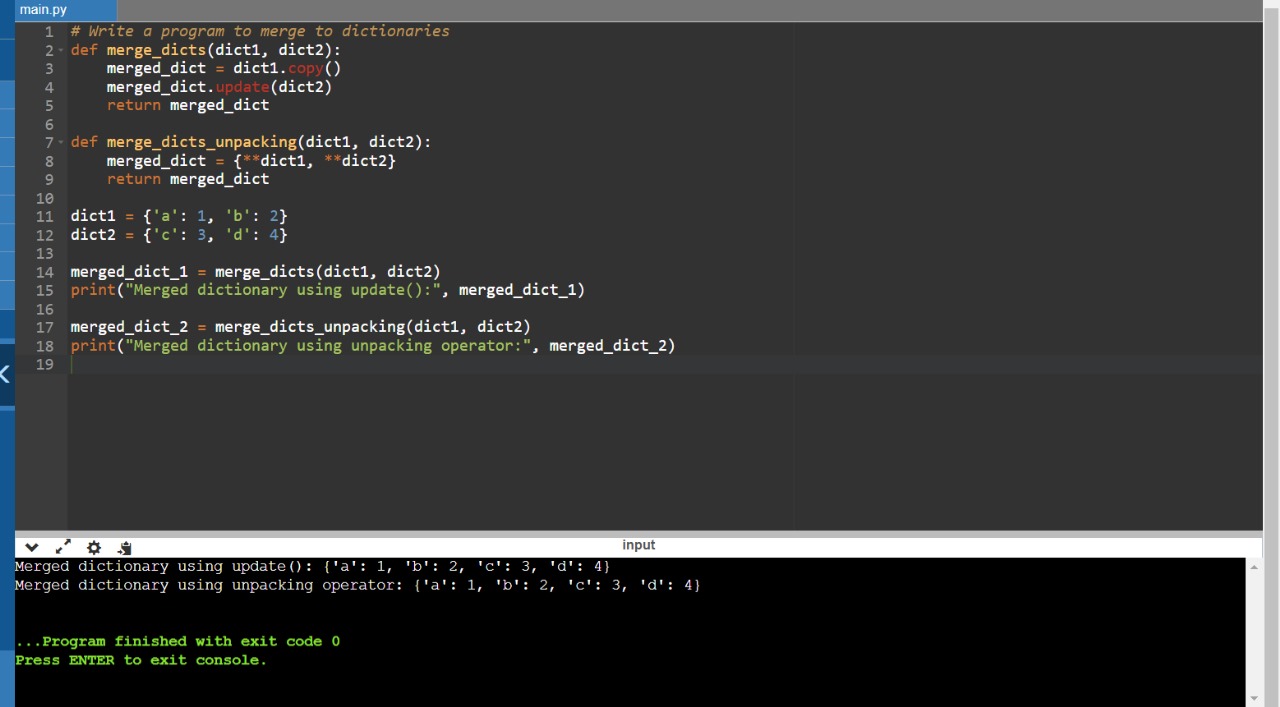 main.py
1 # Write a program to merge to dictionaries
2 def merge_dicts(dict1, dict2):
3     merged_dict = dict1.copy()
4     merged_dict.update(dict2)
5     return merged_dict
6
7 def merge_dicts_unpacking(dict1, dict2):
8     merged_dict = {**dict1, **dict2}
9     return merged_dict
10
11 dict1 = {'a': 1, 'b': 2}
12 dict2 = {'c': 3, 'd': 4}
13
14 merged_dict_1 = merge_dicts(dict1, dict2)
15 print("Merged dictionary using update():", merged_dict_1)
16
17 merged_dict_2 = merge_dicts_unpacking(dict1, dict2)
18 print("Merged dictionary using unpacking operator:", merged_dict_2)
19
input
Merged dictionary using update(): {'a': 1, 'b': 2, 'c': 3, 'd': 4}
Merged dictionary using unpacking operator: {'a': 1, 'b': 2, 'c': 3, 'd': 4}
...Program finished with exit code 0
Press ENTER to exit console.